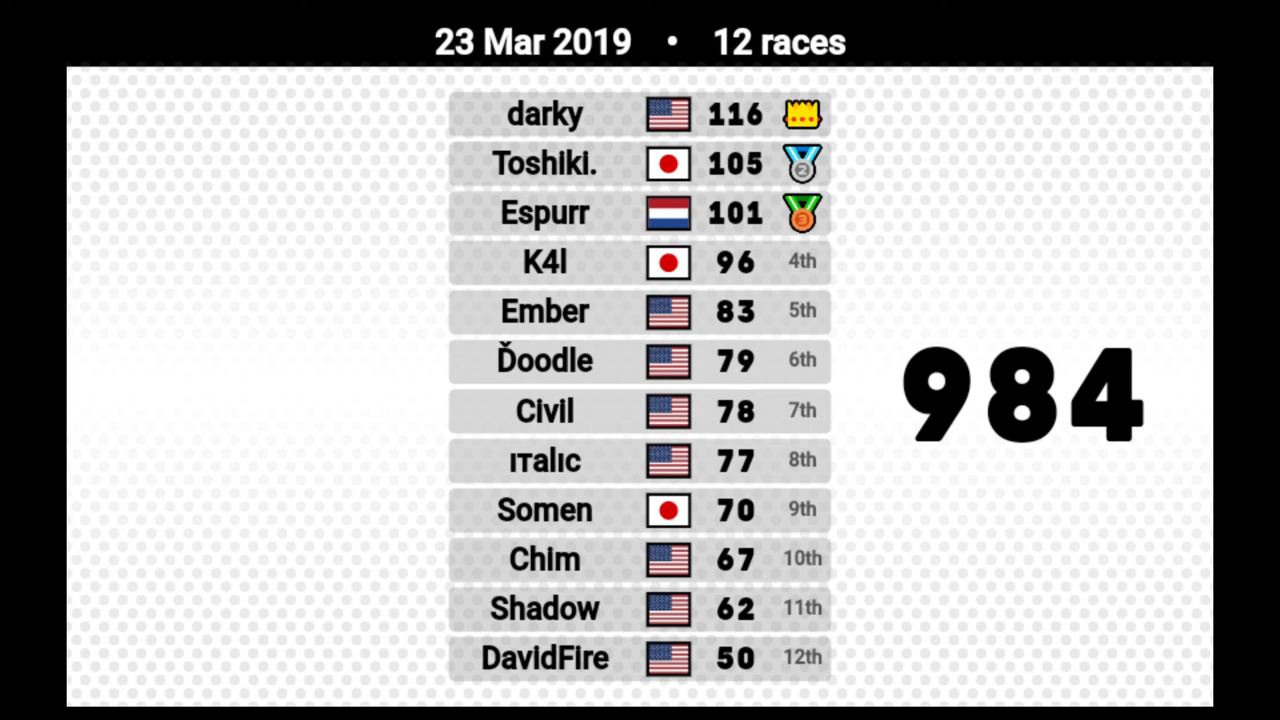 23 Mar 2019 • 12 races
darky 116
Toshiki. 105 2
Espurr 101 3
K4l 96 4th
Ember 83 5th
Ďoodle 79 6th
Civil 78 7th
ıтalıc 77 8th
Somen 70 9th
Chim 67 10th
Shadow 62 11th
DavidFire 50 12th
984